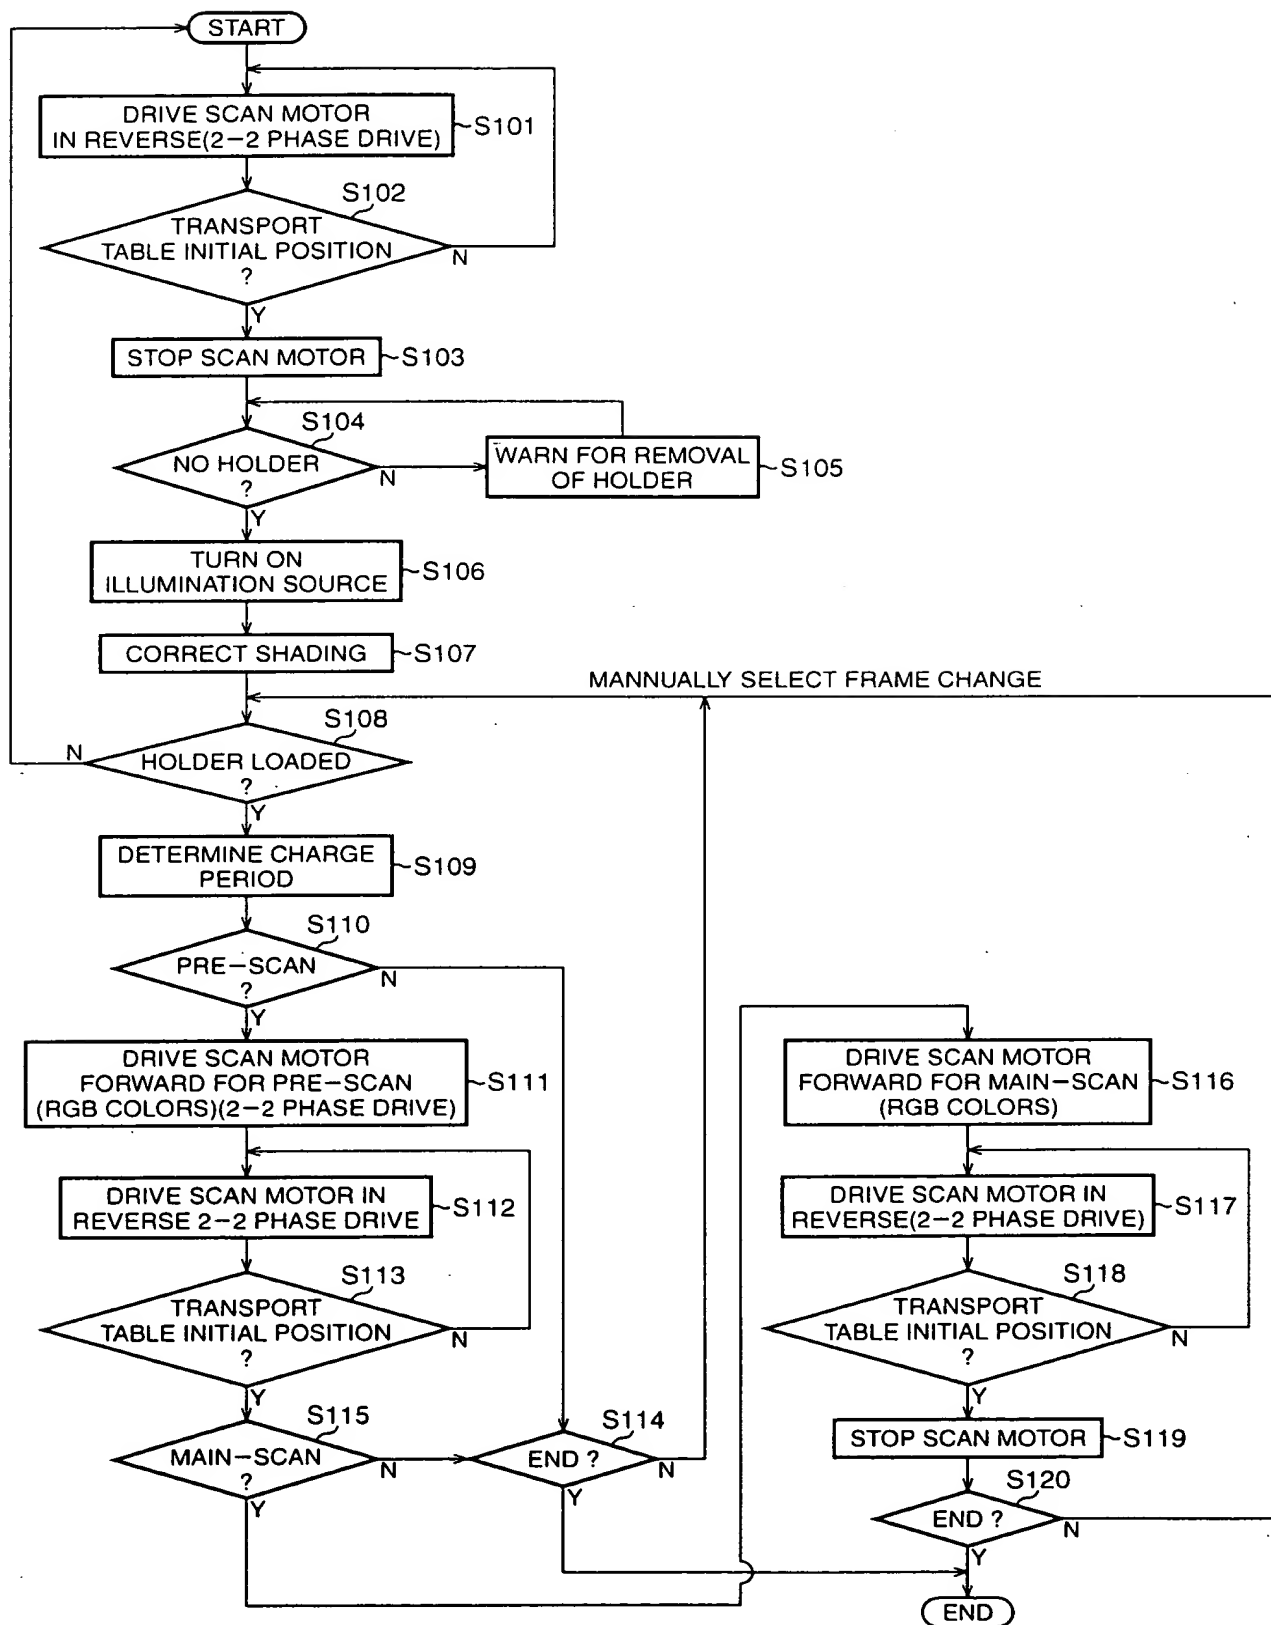 START
DRIVE SCAN MOTOR
IN REVERSE(2-2 PHASE DRIVE)
S101
S102
TRANSPORT
TABLE INITIAL POSITION
?
N
Y
STOP SCAN MOTOR
S103
S104
NO HOLDER
?
N
Y
WARN FOR REMOVAL
OF HOLDER
S105
TURN ON
ILLUMINATION SOURCE
S106
CORRECT SHADING
S107
MANNUALLY SELECT FRAME CHANGE
S108
N
HOLDER LOADED
?
Y
DETERMINE CHARGE
PERIOD
S109
S110
PRE-SCAN
?
N
Y
DRIVE SCAN MOTOR
FORWARD FOR PRE-SCAN
(RGB COLORS)(2-2 PHASE DRIVE)
S111
DRIVE SCAN MOTOR IN
REVERSE 2-2 PHASE DRIVE
S112
S113
TRANSPORT
TABLE INITIAL POSITION
?
N
Y
S115
MAIN-SCAN
?
N
Y
S114
END ?
N
Y
DRIVE SCAN MOTOR
FORWARD FOR MAIN-SCAN
(RGB COLORS)
S116
DRIVE SCAN MOTOR IN
REVERSE(2-2 PHASE DRIVE)
S117
S118
TRANSPORT
TABLE INITIAL POSITION
?
N
Y
STOP SCAN MOTOR
S119
S120
END ?
N
Y
END